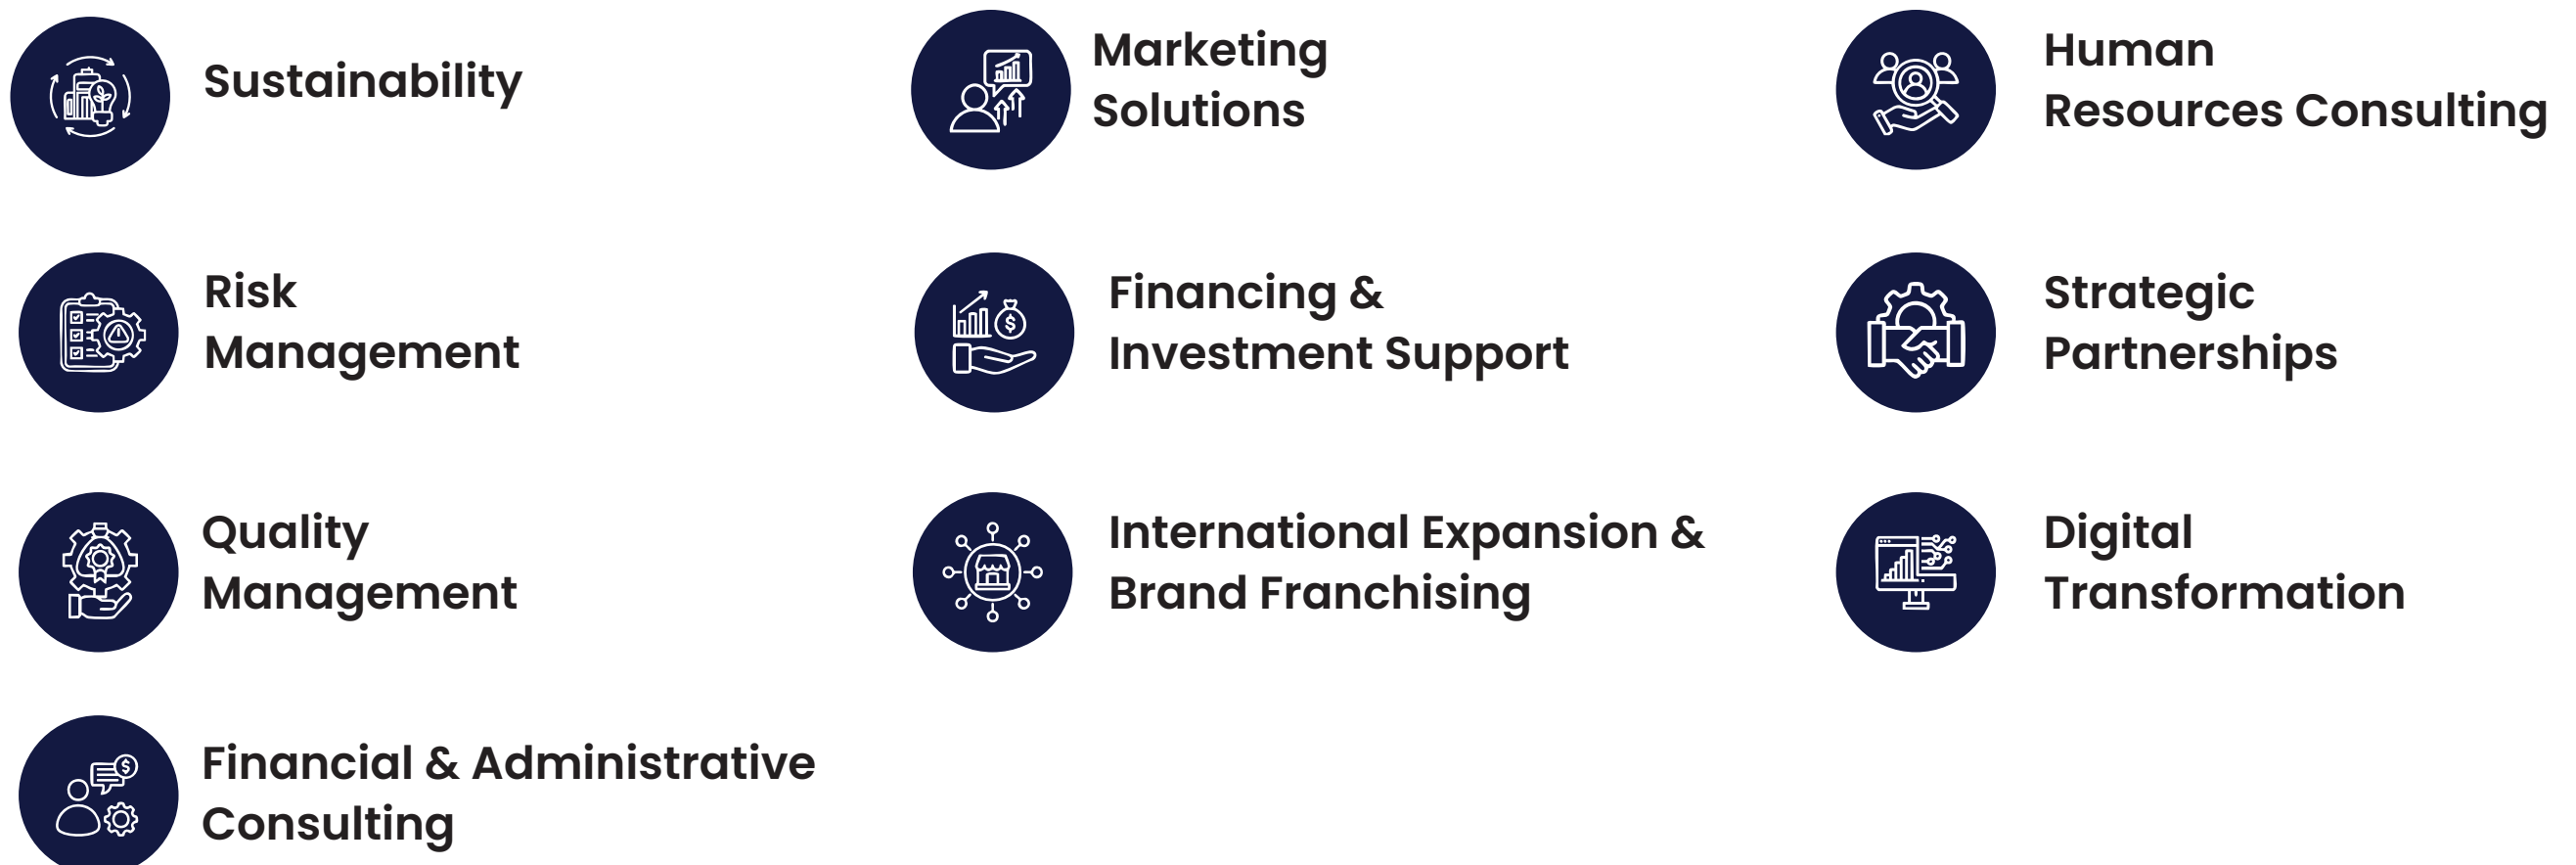 Sustainability
Marketing
Solutions
Human
Resources Consulting
Risk
Management
Financing &
Investment Support
Strategic
Partnerships
Quality
Management
International Expansion &
Brand Franchising
Digital
Transformation
Financial & Administrative
Consulting